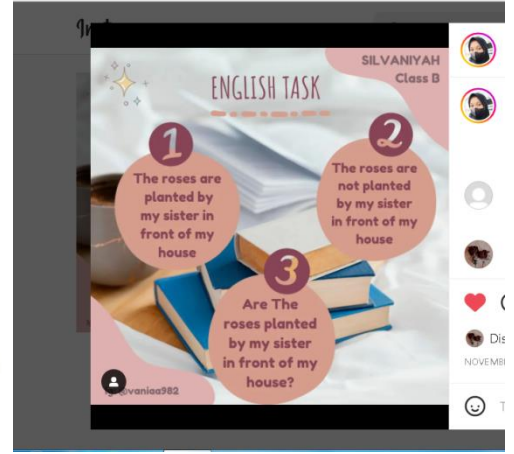 SILVANIYAH
Class B
ENGLISH TASK
1
The roses are
planted by
my sister in
front of my
house
2
The roses are
not planted
by my sister
in front of my
house
3
Are The
roses planted
by my sister
in front of my
house?